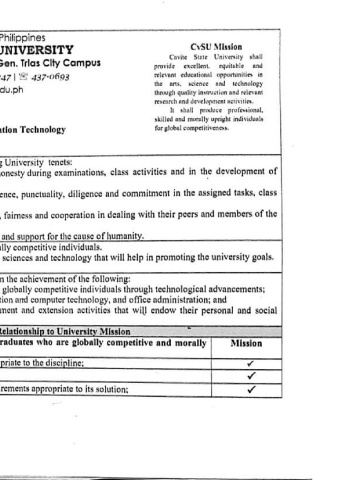 Philippines
UNIVERSITY
Gen. Trias City Campus
247 | ☏ 437-0693
du.ph
CvSU Mission
Cavite State University shall
provide excellent, equitable and
relevant educational opportunities in
the arts, science and technology
through quality instruction and relevant
research and development activities.
It shall produce professional,
skilled and morally upright individuals
for global competitiveness.
ation Technology
g University tenets:
onesty during examinations, class activities and in the development of
ence, punctuality, diligence and commitment in the assigned tasks, class
, fairness and cooperation in dealing with their peers and members of the
and support for the cause of humanity.
lly competitive individuals.
sciences and technology that will help in promoting the university goals.
n the achievement of the following:
globally competitive individuals through technological advancements;
tion and computer technology, and office administration; and
ment and extension activities that will endow their personal and social
Relationship to University Mission
raduates who are globally competitive and morally Mission
priate to the discipline; ✓
✓
rements appropriate to its solution; ✓